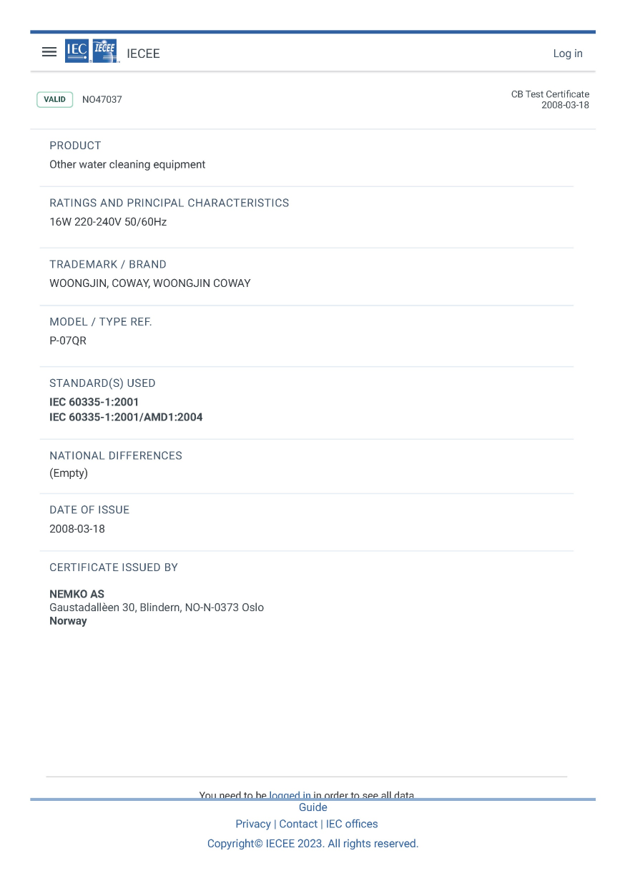 IEC IECEE IECEE Log in
VALID NO47037 CB Test Certificate
2008-03-18
PRODUCT
Other water cleaning equipment
RATINGS AND PRINCIPAL CHARACTERISTICS
16W 220-240V 50/60Hz
TRADEMARK / BRAND
WOONGJIN, COWAY, WOONGJIN COWAY
MODEL / TYPE REF.
P-07QR
STANDARD(S) USED
IEC 60335-1:2001
IEC 60335-1:2001/AMD1:2004
NATIONAL DIFFERENCES
(Empty)
DATE OF ISSUE
2008-03-18
CERTIFICATE ISSUED BY
NEMKO AS
Gaustadallèen 30, Blindern, NO-N-0373 Oslo
Norway
You need to be logged in in order to see all data
Guide
Privacy | Contact | IEC offices
Copyright© IECEE 2023. All rights reserved.